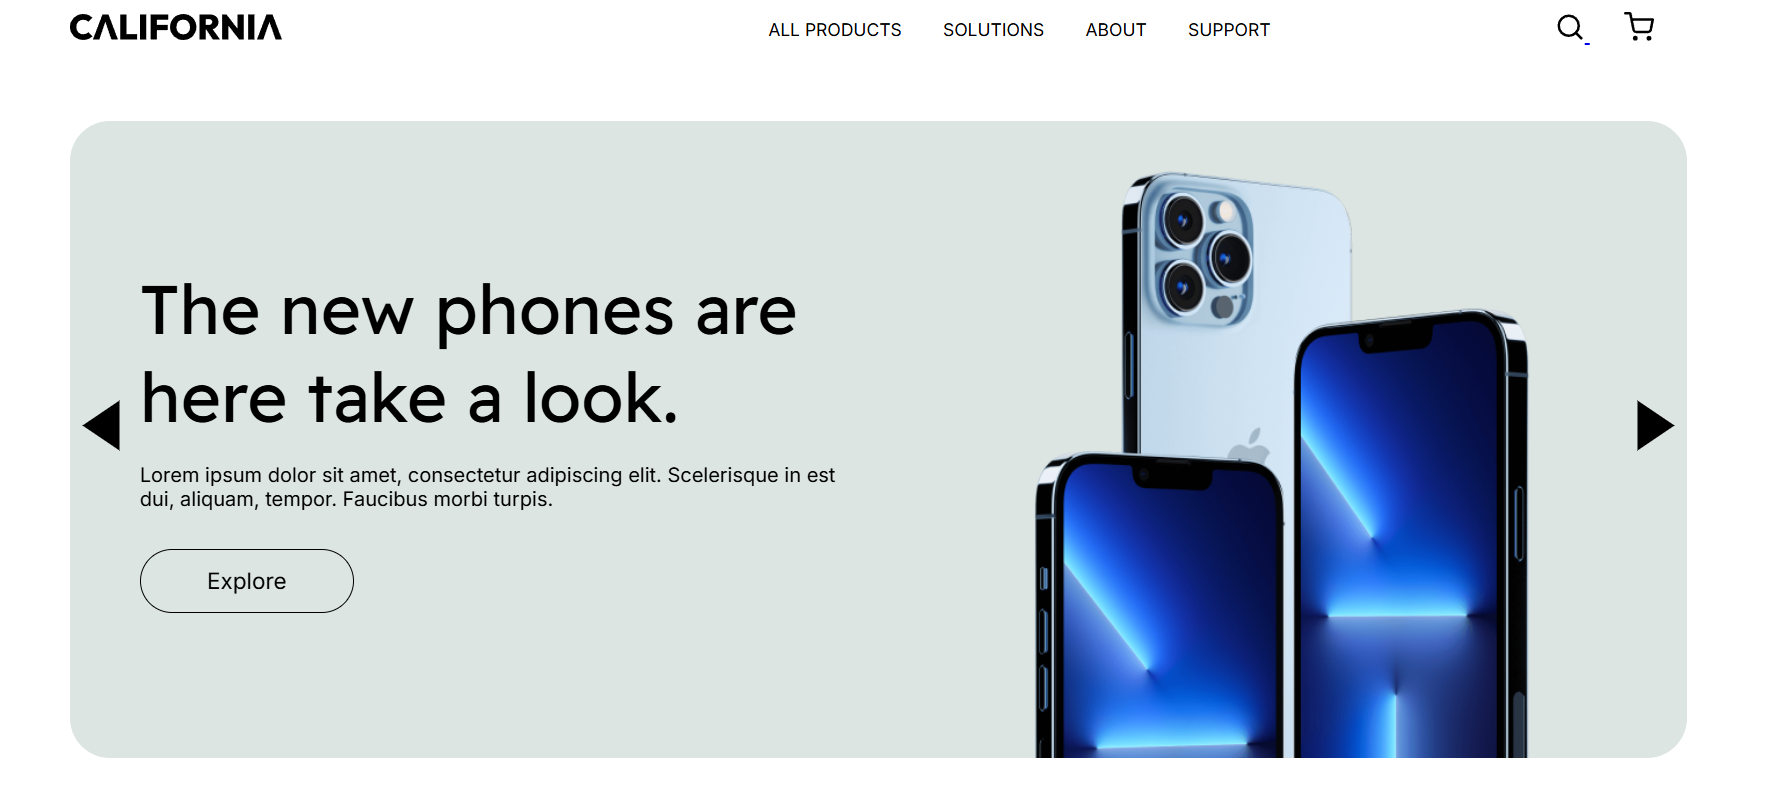 CALIFORNIA
ALL PRODUCTS SOLUTIONS ABOUT SUPPORT
The new phones are
here take a look.
Lorem ipsum dolor sit amet, consectetur adipiscing elit. Scelerisque in est
dui, aliquam, tempor. Faucibus morbi turpis.
Explore